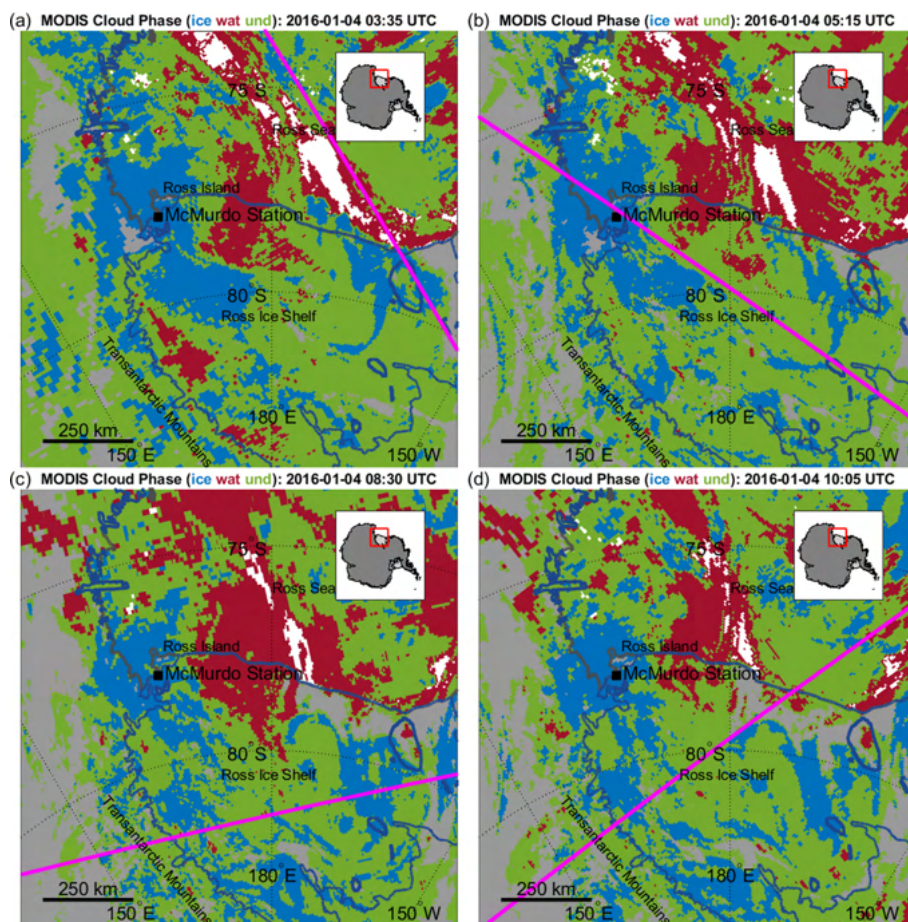 (a) MODIS Cloud Phase (ice wat und): 2016-01-04 03:35 UTC
75° S
Ross Sea
Ross Island
McMurdo Station
80° S
Ross Ice Shelf
Transantarctic Mountains
180 E
250 km
150° E
150° W
(b) MODIS Cloud Phase (ice wat und): 2016-01-04 05:15 UTC
75° S
Ross Sea
Ross Island
McMurdo Station
80° S
Ross Ice Shelf
Transantarctic Mountains
180° E
250 km
150° E
150° W
(c) MODIS Cloud Phase (ice wat und): 2016-01-04 08:30 UTC
75° S
Ross Sea
Ross Island
McMurdo Station
80° S
Ross Ice Shelf
Transantarctic Mountains
180° E
250 km
150° E
150° W
(d) MODIS Cloud Phase (ice wat und): 2016-01-04 10:05 UTC
75° S
Ross Sea
Ross Island
McMurdo Station
80° S
Ross Ice Shelf
Transantarctic Mountains
180° E
250 km
150° E
150° W